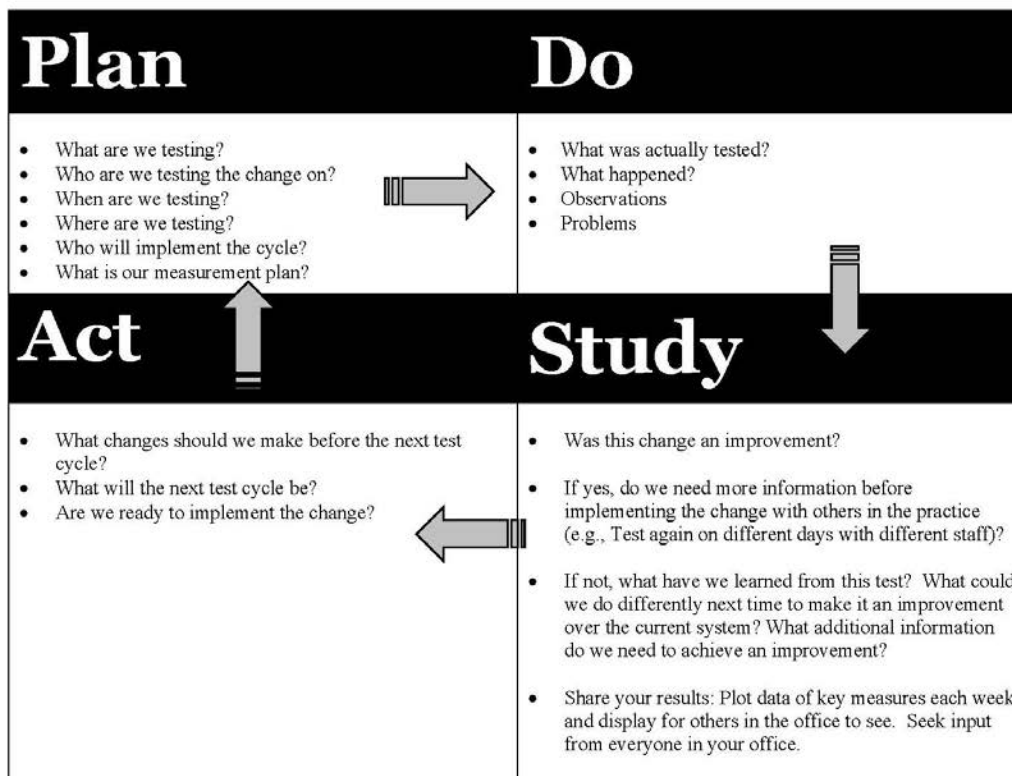 Plan
• What are we testing?
• Who are we testing the change on?
• When are we testing?
• Where are we testing?
• Who will implement the cycle?
• What is our measurement plan?
Do
• What was actually tested?
• What happened?
• Observations
• Problems
Act
• What changes should we make before the next test
cycle?
• What will the next test cycle be?
• Are we ready to implement the change?
Study
• Was this change an improvement?
• If yes, do we need more information before
implementing the change with others in the practice
(e.g., Test again on different days with different staff)?
• If not, what have we learned from this test? What could
we do differently next time to make it an improvement
over the current system? What additional information
do we need to achieve an improvement?
• Share your results: Plot data of key measures each week
and display for others in the office to see. Seek input
from everyone in your office.